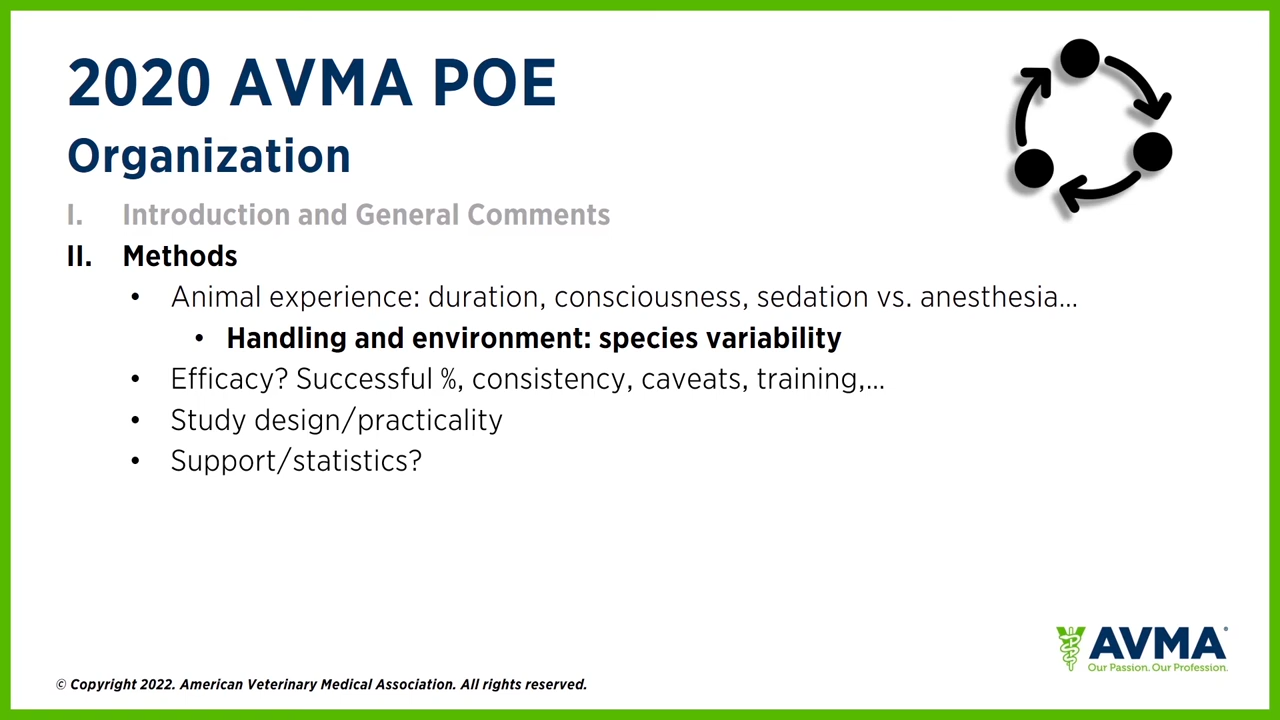 2020 AVMA POE
Organization
I. Introduction and General Comments
II. Methods
• Animal experience: duration, consciousness, sedation vs. anesthesia...
• Handling and environment: species variability
• Efficacy? Successful %, consistency, caveats, training,...
• Study design/practicality
• Support/statistics?
AVMA®
Our Passion. Our Profession.
© Copyright 2022. American Veterinary Medical Association. All rights reserved.